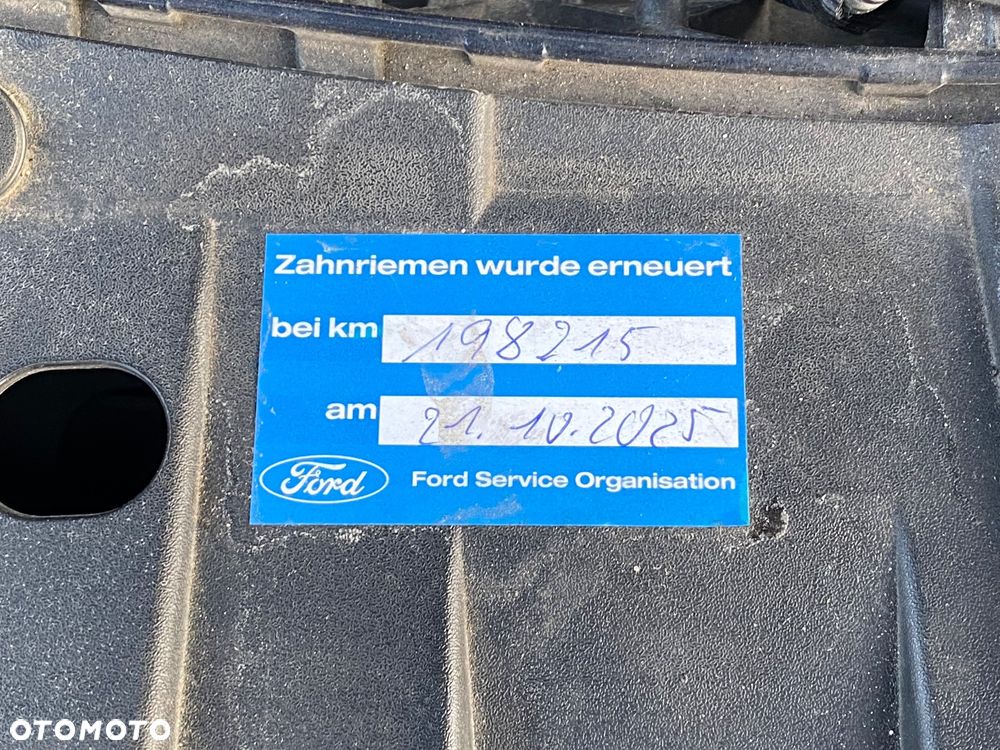 Zahnriemen wurde erneuert
bei km 198215
am 21.10.2025
Ford Ford Service Organisation
OTOMOTO